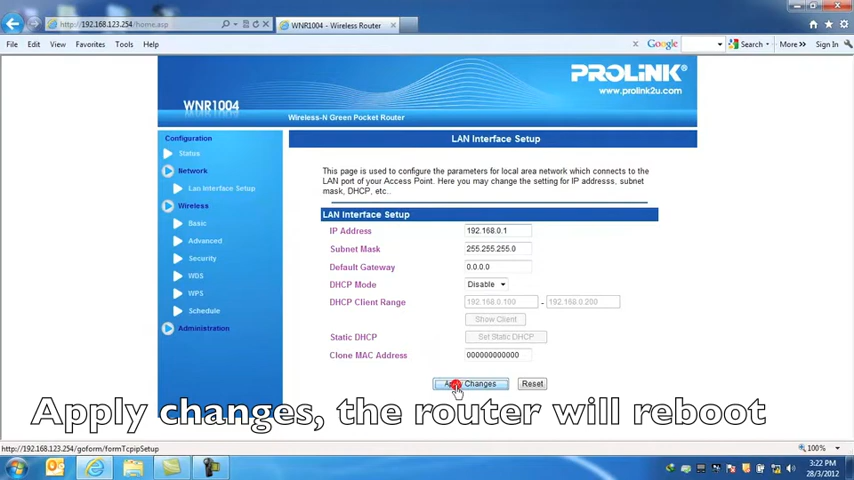 http://192.168.123.254/home.asp
WNR1004 - Wireless Router
File Edit View Favorites Tools Help
Google
Search
More »
Sign In
PROLiNK®
www.prolink2u.com
WNR1004
Wireless-N Green Pocket Router
Configuration
Status
Network
Lan Interface Setup
Wireless
Basic
Advanced
Security
WDS
WPS
Schedule
Administration
LAN Interface Setup
This page is used to configure the parameters for local area network which connects to the
LAN port of your Access Point. Here you may change the setting for IP addresss, subnet
mask, DHCP, etc..
LAN Interface Setup
IP Address 192.168.0.1
Subnet Mask 255.255.255.0
Default Gateway 0.0.0.0
DHCP Mode Disable
DHCP Client Range 192.168.0.100 - 192.168.0.200
Show Client
Static DHCP Set Static DHCP
Clone MAC Address 000000000000
Changes Reset
Apply changes, the router will reboot
http://192.168.123.254/goform/formTcpipSetup
100%
3:22 PM
28/3/2012